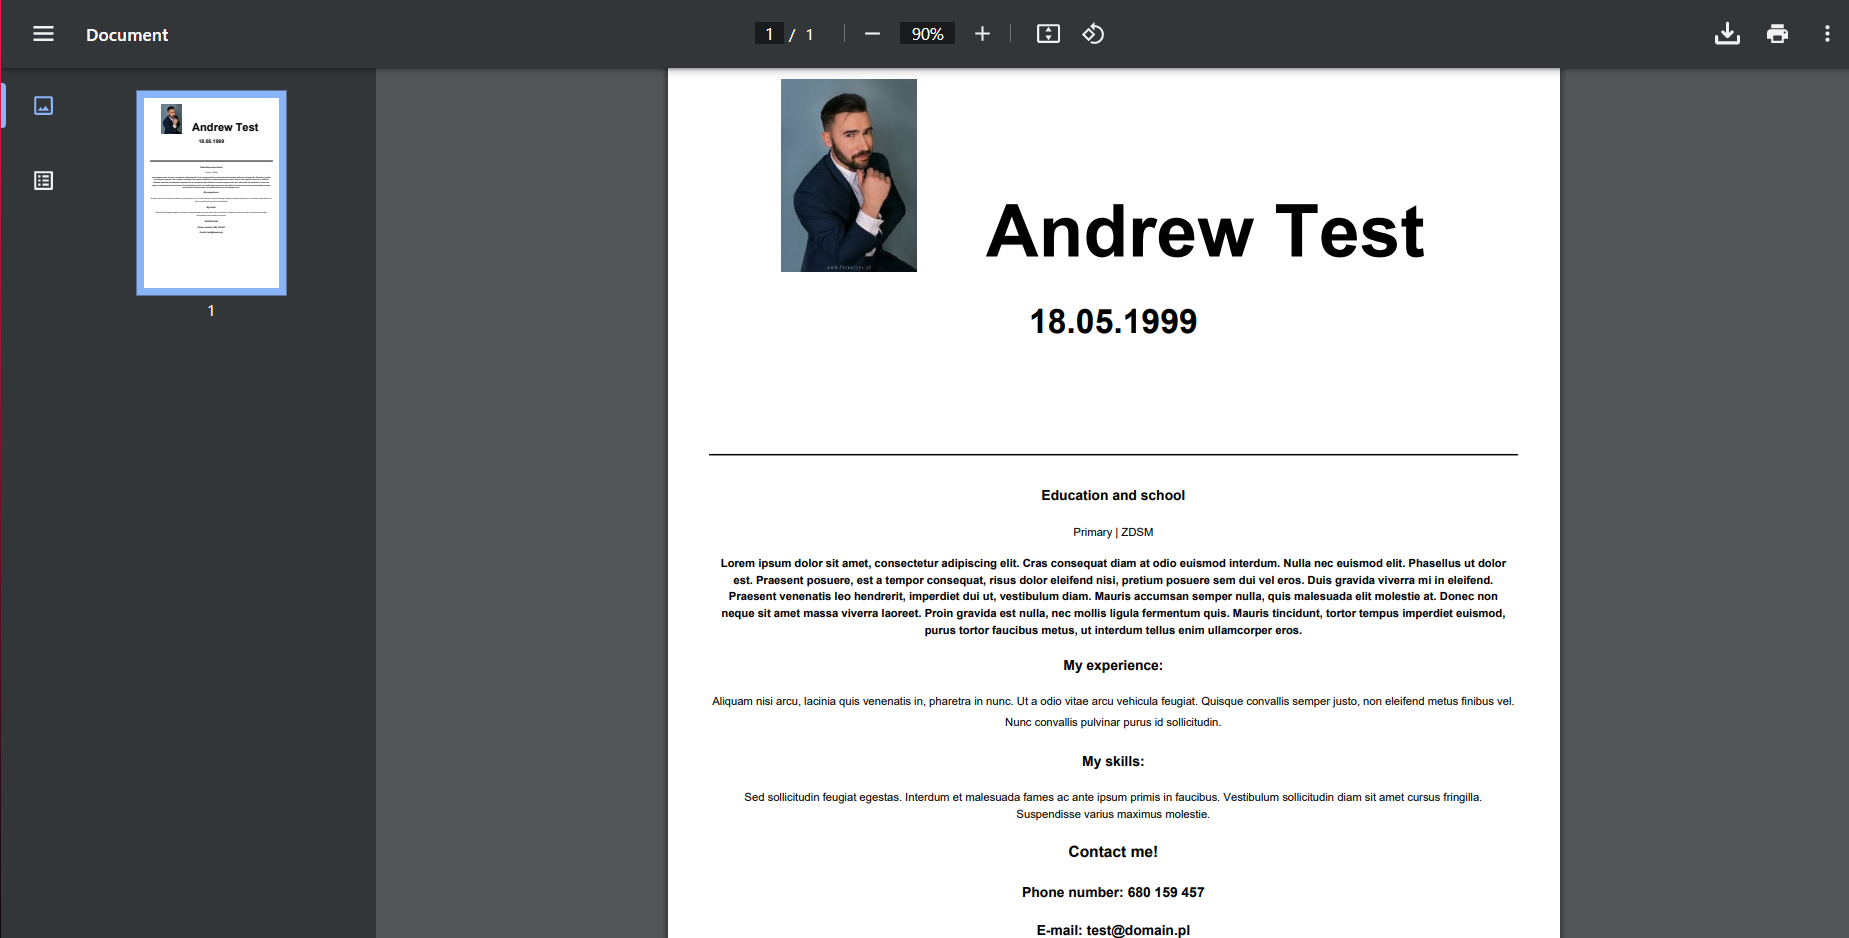 Document
1 / 1
90%
Andrew Test
18.05.1999
1
Andrew Test
18.05.1999
Education and school
Primary | ZDSM
Lorem ipsum dolor sit amet, consectetur adipiscing elit. Cras consequat diam at odio euismod interdum. Nulla nec euismod elit. Phasellus ut dolor
est. Praesent posuere, est a tempor consequat, risus dolor eleifend nisi, pretium posuere sem dui vel eros. Duis gravida viverra mi in eleifend.
Praesent venenatis leo hendrerit, imperdiet dui ut, vestibulum diam. Mauris accumsan semper nulla, quis malesuada elit molestie at. Donec non
neque sit amet massa viverra laoreet. Proin gravida est nulla, nec mollis ligula fermentum quis. Mauris tincidunt, tortor tempus imperdiet euismod,
purus tortor faucibus metus, ut interdum tellus enim ullamcorper eros.
My experience:
Aliquam nisi arcu, lacinia quis venenatis in, pharetra in nunc. Ut a odio vitae arcu vehicula feugiat. Quisque convallis semper justo, non eleifend metus finibus vel.
Nunc convallis pulvinar purus id sollicitudin.
My skills:
Sed sollicitudin feugiat egestas. Interdum et malesuada fames ac ante ipsum primis in faucibus. Vestibulum sollicitudin diam sit amet cursus fringilla.
Suspendisse varius maximus molestie.
Contact me!
Phone number: 680 159 457
E-mail: test@domain.pl